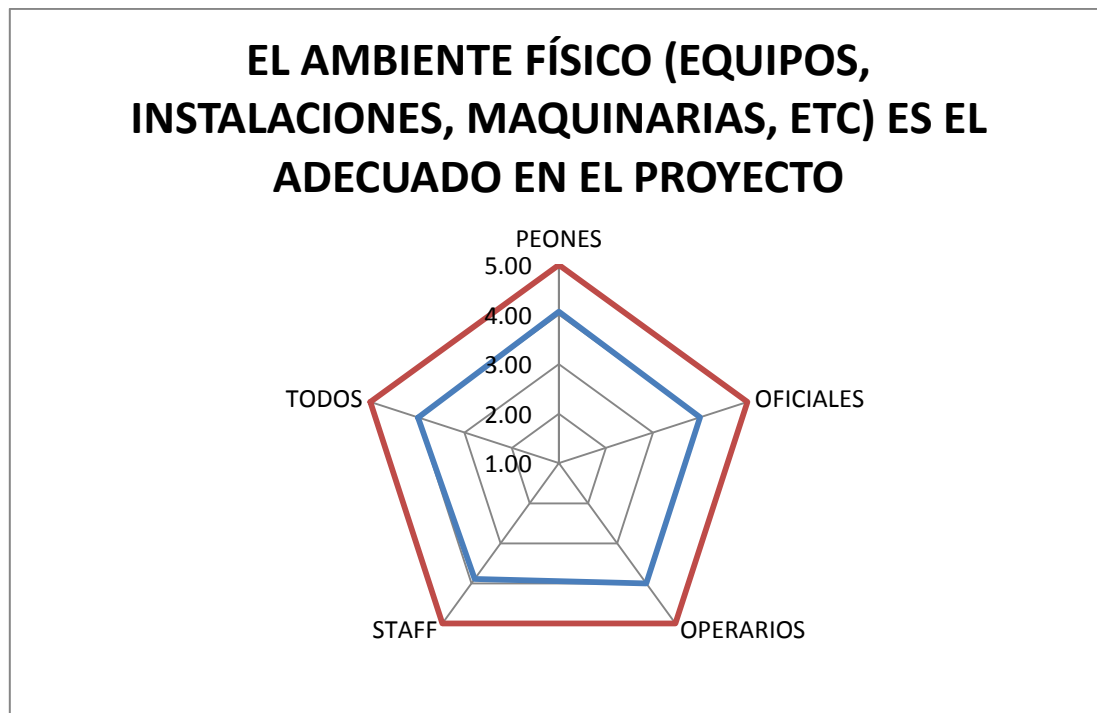 EL AMBIENTE FÍSICO (EQUIPOS,
INSTALACIONES, MAQUINARIAS, ETC) ES EL
ADECUADO EN EL PROYECTO
PEONES
5.00
4.00
3.00
2.00
1.00
TODOS
OFICIALES
STAFF
OPERARIOS